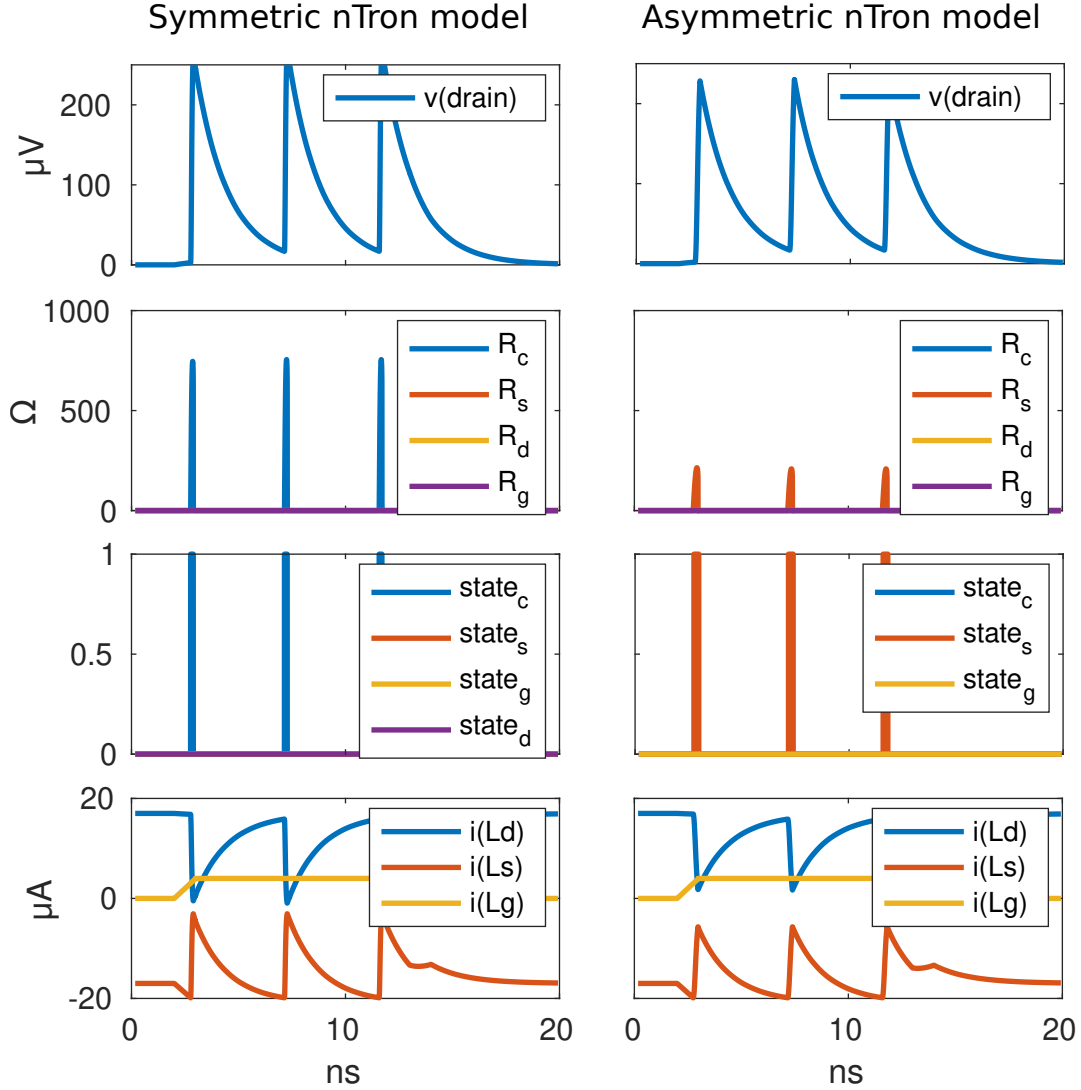 Symmetric nTron model
Asymmetric nTron model
µV
200
100
0
v(drain)
v(drain)
Ω
1000
500
0
R_c
R_s
R_d
R_g
R_c
R_s
R_d
R_g
1
0.5
0
state_c
state_s
state_g
state_d
state_c
state_s
state_g
µA
20
0
-20
i(Ld)
i(Ls)
i(Lg)
i(Ld)
i(Ls)
i(Lg)
0 10 20
0 10 20
ns
ns